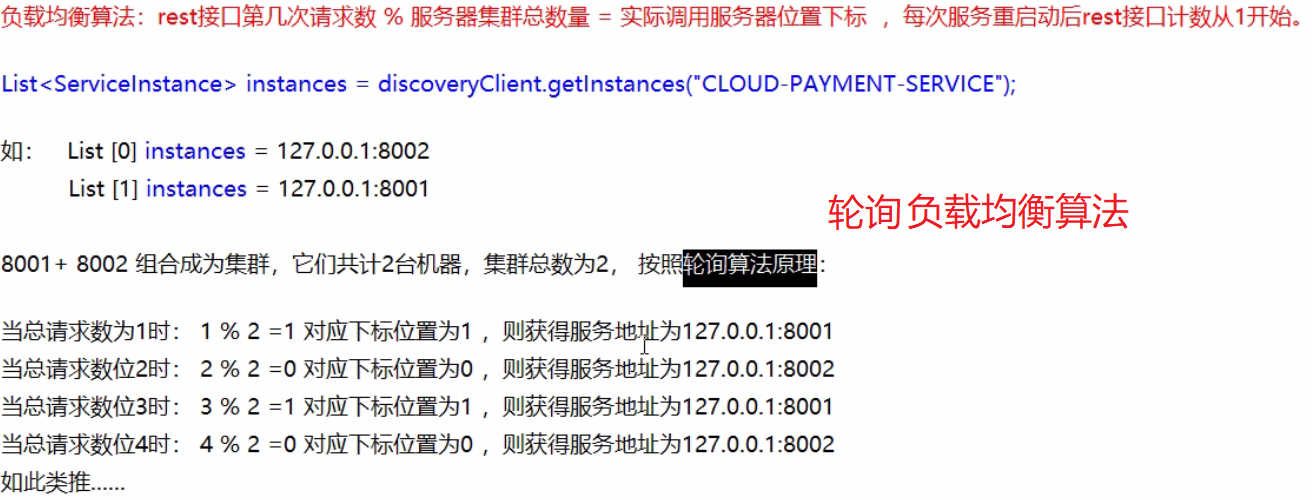 负载均衡算法：rest接口第几次请求数 % 服务器集群总数量 = 实际调用服务器位置下标 ，每次服务重启动后rest接口计数从1开始。
List<ServiceInstance> instances = discoveryClient.getInstances("CLOUD-PAYMENT-SERVICE");
如： List [0] instances = 127.0.0.1:8002
List [1] instances = 127.0.0.1:8001
轮询负载均衡算法
8001+ 8002 组合成为集群，它们共计2台机器，集群总数为2， 按照轮询算法原理：
当总请求数为1时： 1 % 2 =1 对应下标位置为1 ，则获得服务地址为127.0.0.1:8001
当总请求数位2时： 2 % 2 =0 对应下标位置为0 ，则获得服务地址为127.0.0.1:8002
当总请求数位3时： 3 % 2 =1 对应下标位置为1 ，则获得服务地址为127.0.0.1:8001
当总请求数位4时： 4 % 2 =0 对应下标位置为0 ，则获得服务地址为127.0.0.1:8002
如此类推......